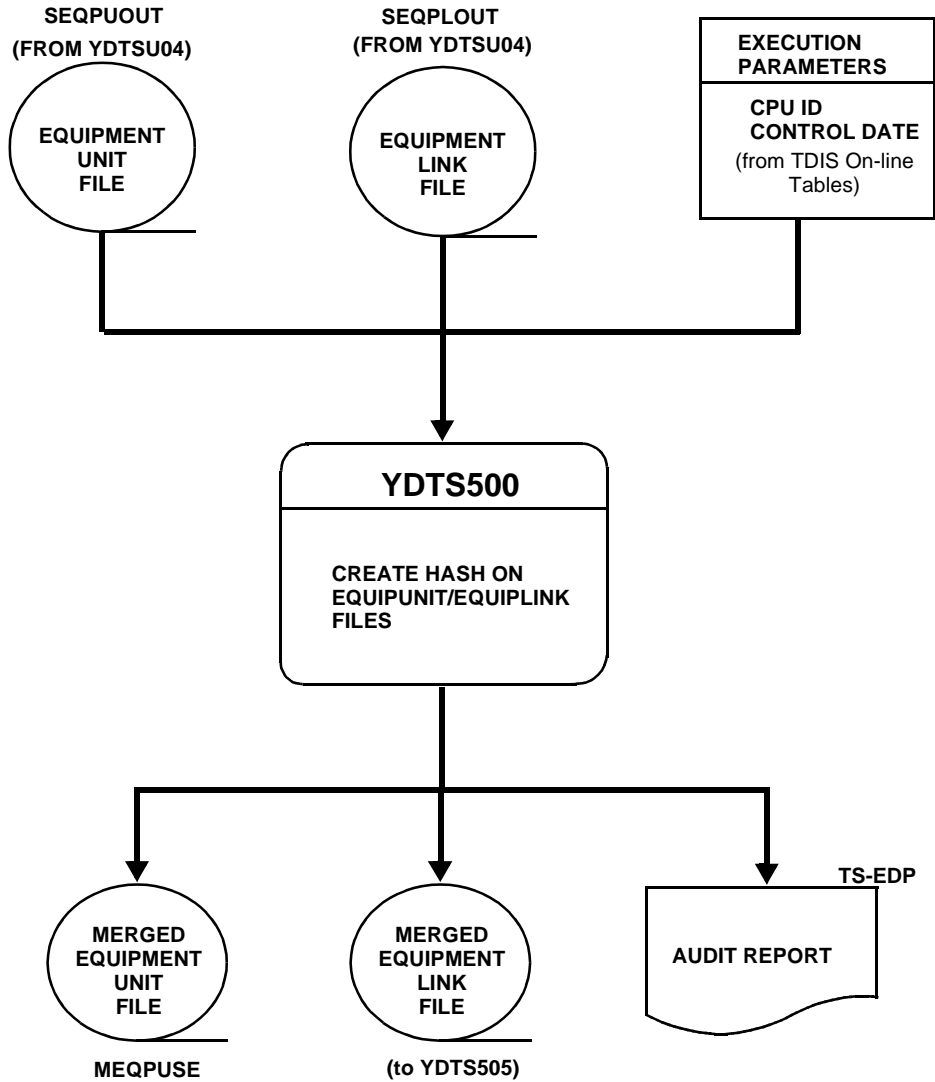 SEQPUOUT
(FROM YDTSU04)
EQUIPMENT
UNIT
FILE
SEQPLOUT
(FROM YDTSU04)
EQUIPMENT
LINK
FILE
EXECUTION
PARAMETERS
CPU ID
CONTROL DATE
(from TDIS On-line
Tables)
YDTS500
CREATE HASH ON
EQUIPUNIT/EQUIPLINK
FILES
MERGED
EQUIPMENT
UNIT
FILE
MEQPUSE
MERGED
EQUIPMENT
LINK
FILE
(to YDTS505)
TS-EDP
AUDIT REPORT